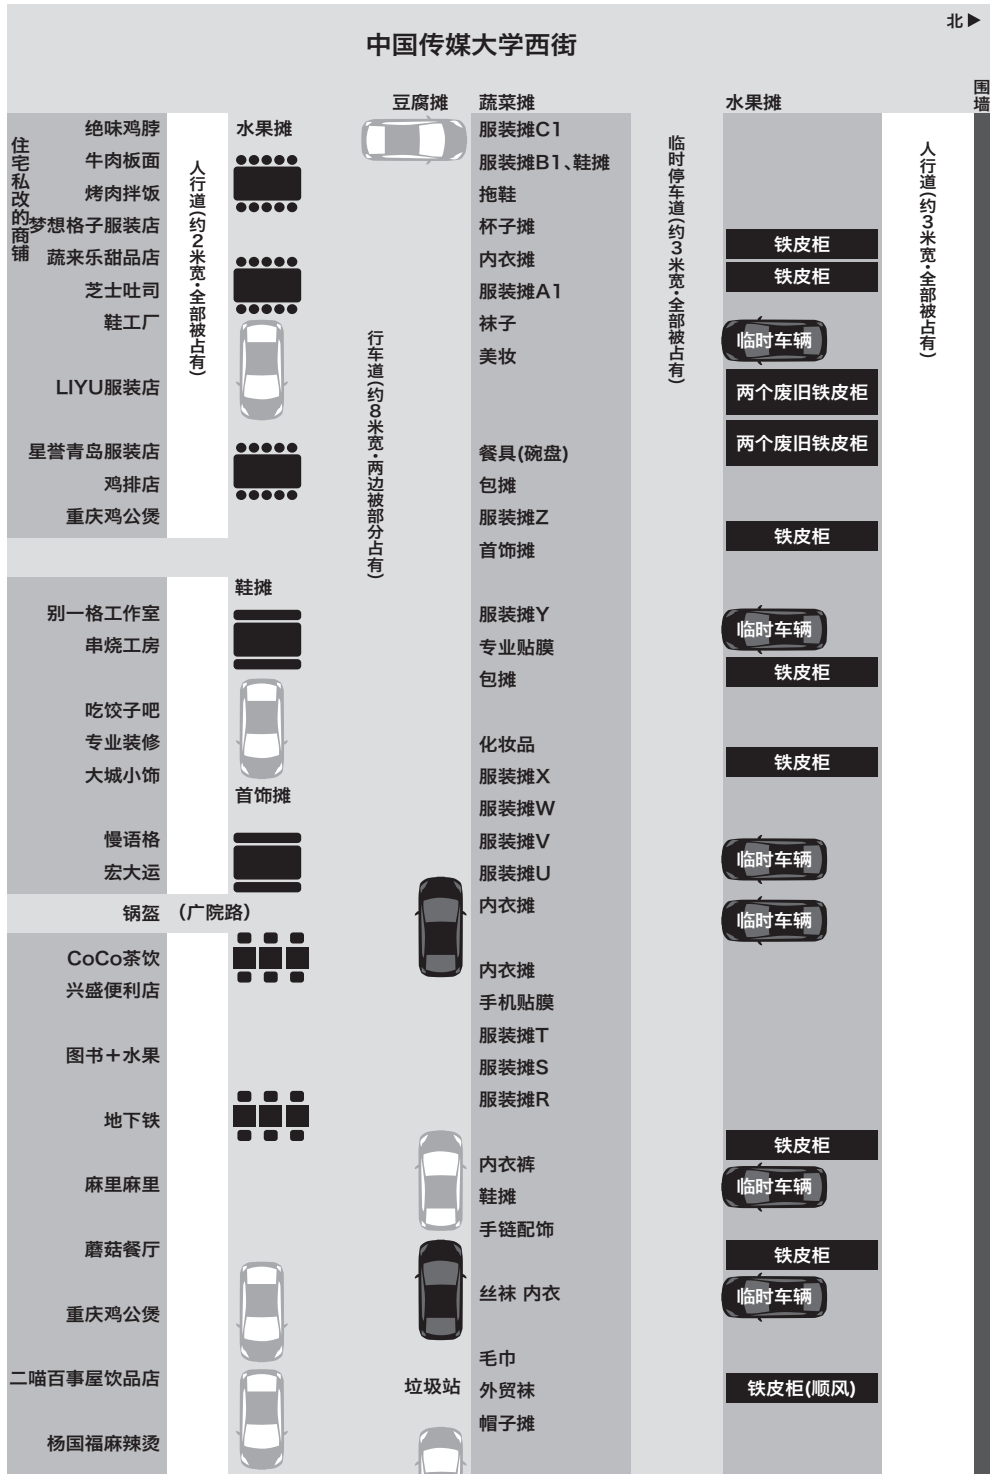 北
中国传媒大学西街
豆腐摊
蔬菜摊
水果摊
围墙
住宅私改的商铺
绝味鸡脖
牛肉板面
烤肉拌饭
梦想格子服装店
蔬来乐甜品店
芝士吐司
鞋工厂
LIYU服装店
星誉青岛服装店
鸡排店
重庆鸡公煲
别一格工作室
串烧工房
吃饺子吧
专业装修
大城小饰
慢语格
宏大运
锅盔
(广院路)
CoCo茶饮
兴盛便利店
图书+水果
地下铁
麻里麻里
蘑菇餐厅
重庆鸡公煲
二喵百事屋饮品店
杨国福麻辣烫
人行道(约2米宽·全部被占有)
水果摊
鞋摊
首饰摊
行车道(约8米宽·两边被部分占有)
垃圾站
服装摊C1
服装摊B1、鞋摊
拖鞋
杯子摊
内衣摊
服装摊A1
袜子
美妆
餐具(碗盘)
包摊
服装摊Z
首饰摊
服装摊Y
专业贴膜
包摊
化妆品
服装摊X
服装摊W
服装摊V
服装摊U
内衣摊
内衣摊
手机贴膜
服装摊T
服装摊S
服装摊R
内衣裤
鞋摊
手链配饰
丝袜 内衣
毛巾
外贸袜
帽子摊
临时停车道(约3米宽·全部被占有)
铁皮柜
铁皮柜
临时车辆
两个废旧铁皮柜
两个废旧铁皮柜
铁皮柜
临时车辆
铁皮柜
铁皮柜
临时车辆
临时车辆
铁皮柜
临时车辆
铁皮柜
临时车辆
铁皮柜(顺风)
人行道(约3米宽·全部被占有)